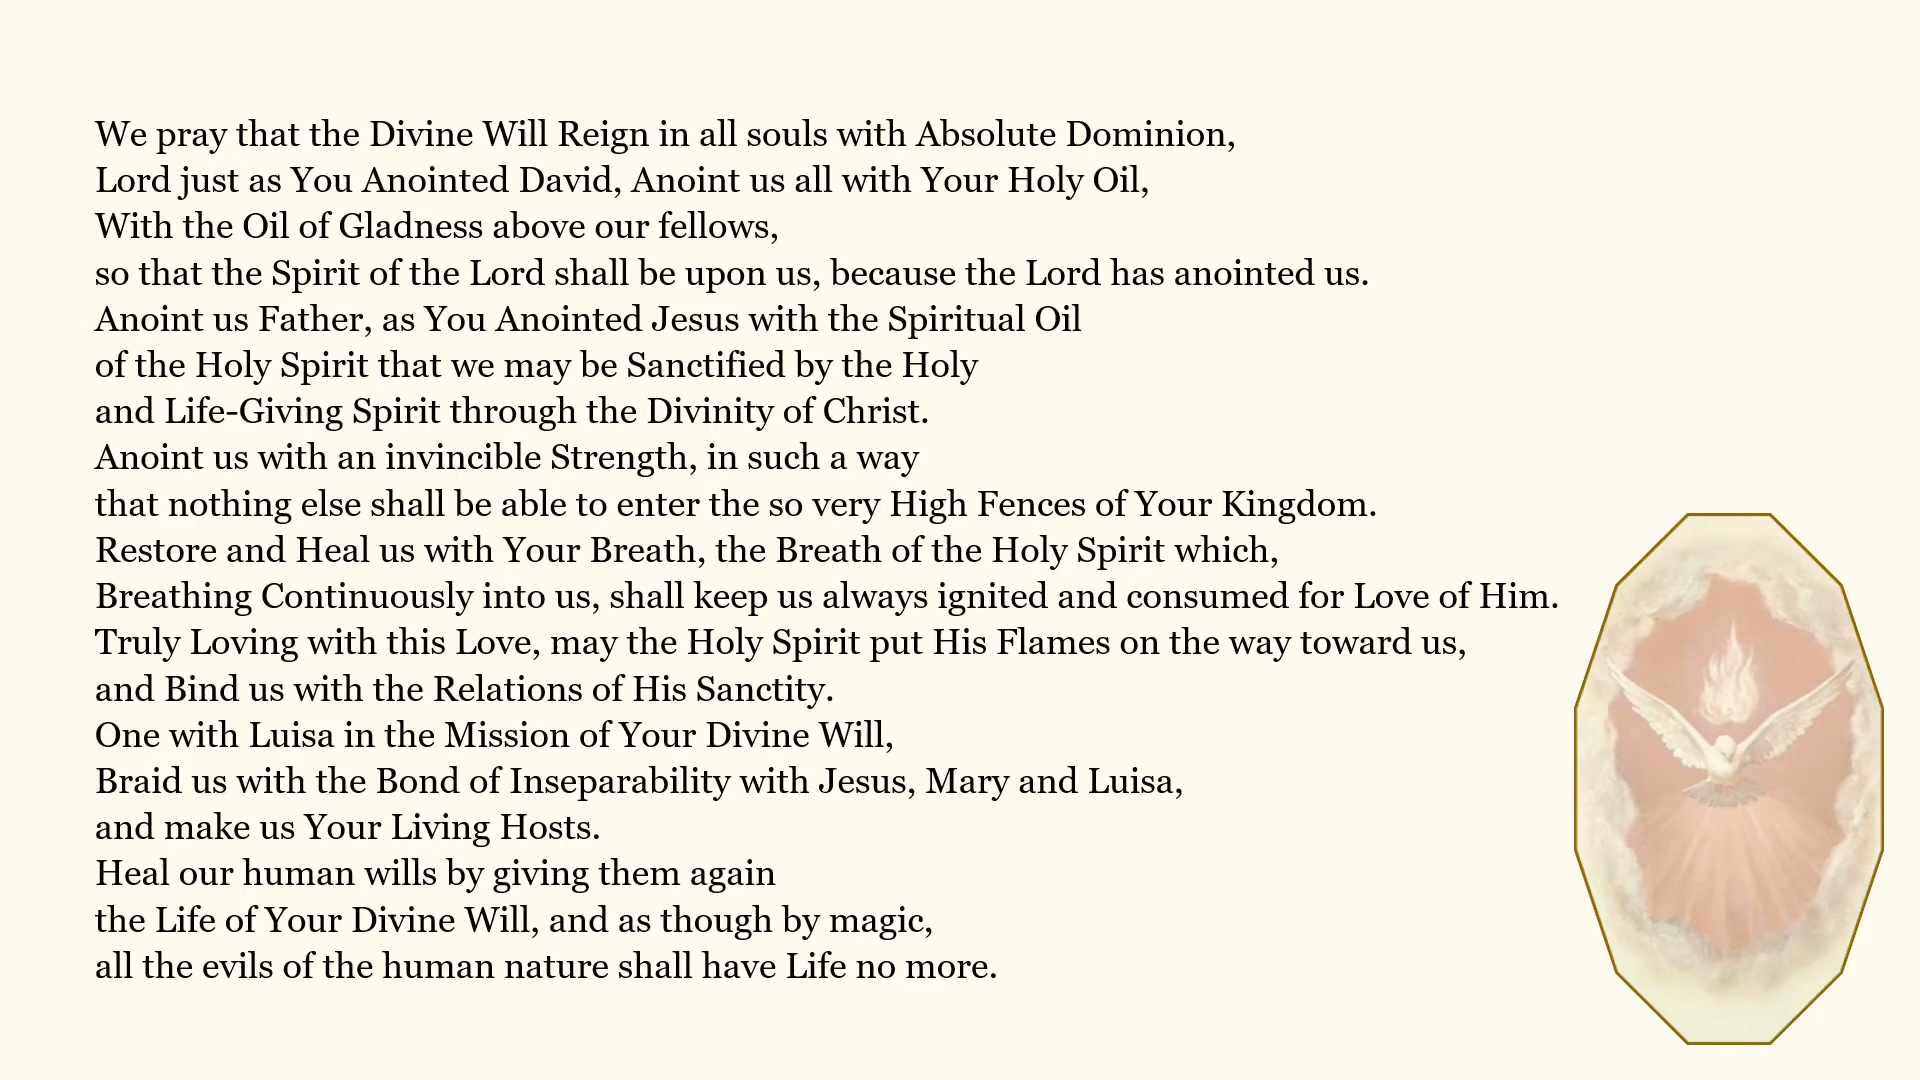 We pray that the Divine Will Reign in all souls with Absolute Dominion,
Lord just as You Anointed David, Anoint us all with Your Holy Oil,
With the Oil of Gladness above our fellows,
so that the Spirit of the Lord shall be upon us, because the Lord has anointed us.
Anoint us Father, as You Anointed Jesus with the Spiritual Oil
of the Holy Spirit that we may be Sanctified by the Holy
and Life-Giving Spirit through the Divinity of Christ.
Anoint us with an invincible Strength, in such a way
that nothing else shall be able to enter the so very High Fences of Your Kingdom.
Restore and Heal us with Your Breath, the Breath of the Holy Spirit which,
Breathing Continuously into us, shall keep us always ignited and consumed for Love of Him.
Truly Loving with this Love, may the Holy Spirit put His Flames on the way toward us,
and Bind us with the Relations of His Sanctity.
One with Luisa in the Mission of Your Divine Will,
Braid us with the Bond of Inseparability with Jesus, Mary and Luisa,
and make us Your Living Hosts.
Heal our human wills by giving them again
the Life of Your Divine Will, and as though by magic,
all the evils of the human nature shall have Life no more.